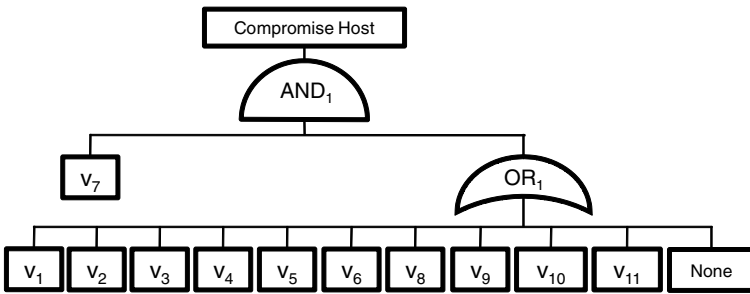 Compromise Host
AND₁
v₇
OR₁
v₁ v₂ v₃ v₄ v₅ v₆ v₈ v₉ v₁₀ v₁₁ None